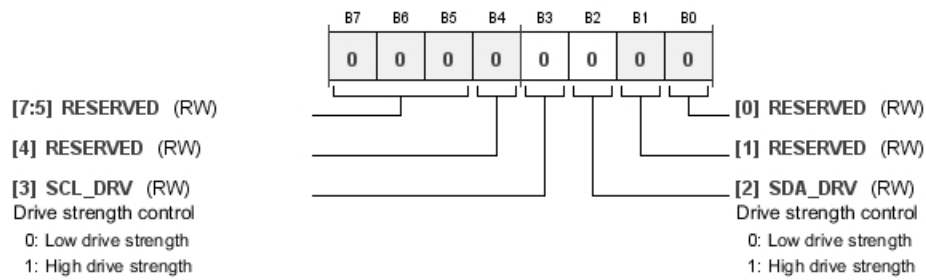 B7 B6 B5 B4 B3 B2 B1 B0
0 0 0 0 0 0 0 0
[7:5] RESERVED (RW)
[4] RESERVED (RW)
[3] SCL_DRV (RW)
Drive strength control
0: Low drive strength
1: High drive strength
[0] RESERVED (RW)
[1] RESERVED (RW)
[2] SDA_DRV (RW)
Drive strength control
0: Low drive strength
1: High drive strength